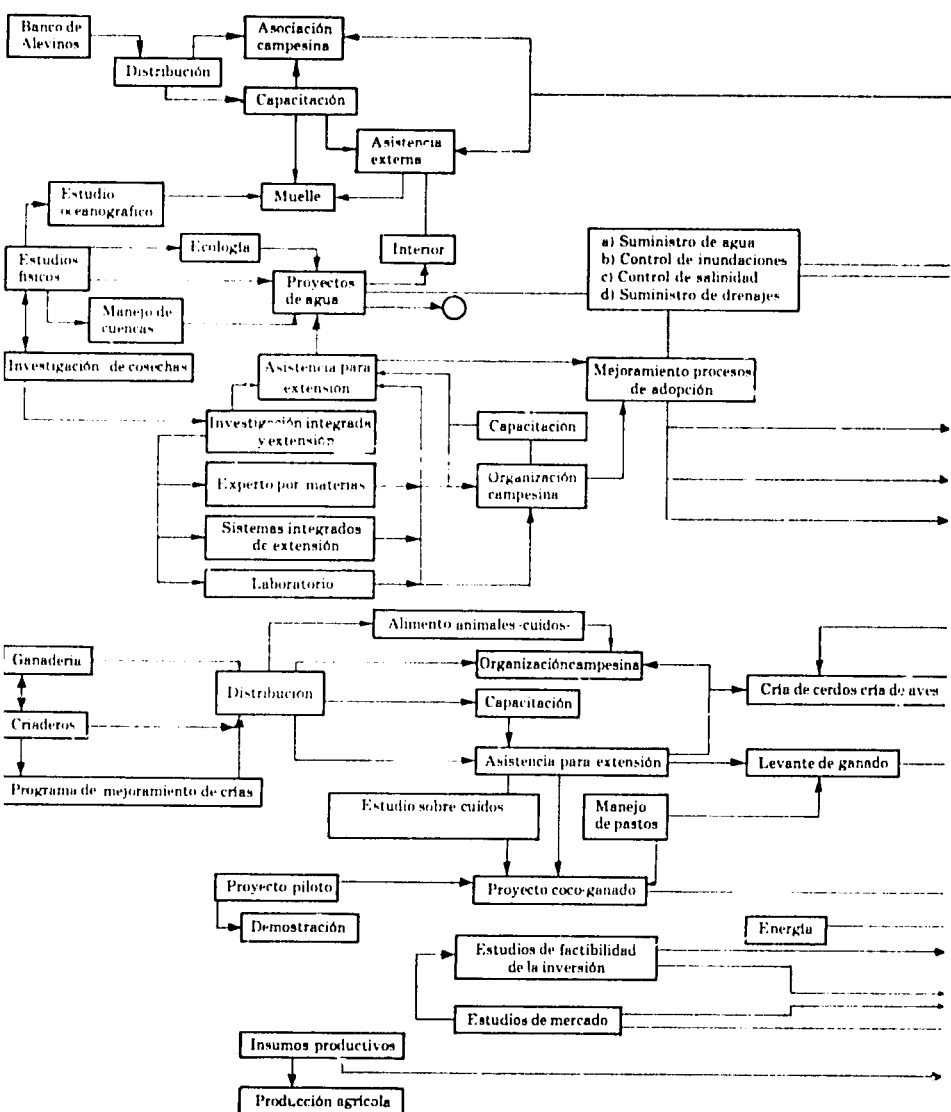 Banco de
Alevinos
Asociación
campesina
Distribución
Capacitación
Asistencia
externa
Estudio
oceanográfico
Muelle
Ecología
Interior
Estudios
físicos
Proyectos
de agua
a) Suministro de agua
b) Control de inundaciones
c) Control de salinidad
d) Suministro de drenajes
Manejo de
cuencas
Investigación de cosechas
Asistencia para
extensión
Mejoramiento procesos
de adopción
Investigación integrada
y extensión
Capacitación
Experto por materias
Organización
campesina
Sistemas integrados
de extensión
Laboratorio
Alimento animales -cuidos-
Ganadería
Organización campesina
Distribución
Capacitación
Cría de cerdos cría de aves
Criaderos
Asistencia para extensión
Levante de ganado
Programa de mejoramiento de crías
Estudio sobre cuidos
Manejo
de pastos
Proyecto piloto
Proyecto coco-ganado
Demostración
Energía
Estudios de factibilidad
de la inversión
Estudios de mercado
Insumos productivos
Producción agrícola